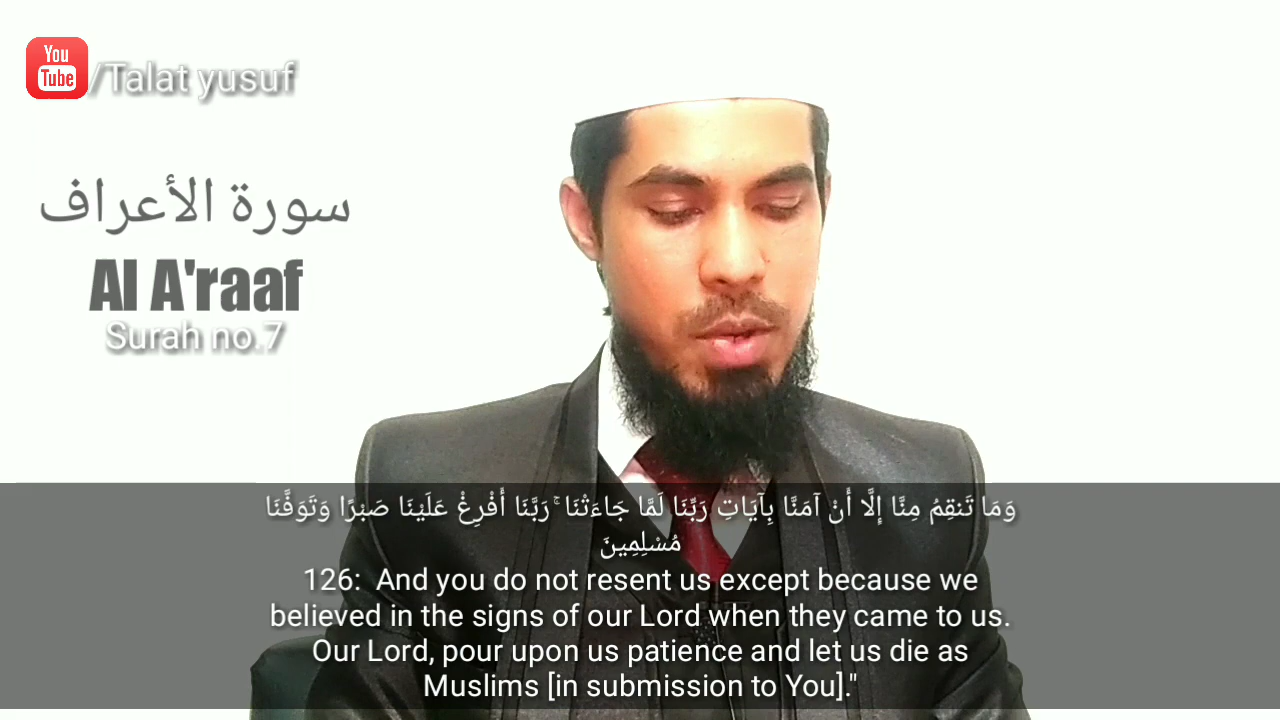 You
Tube
/Talat yusuf
سورة الأعراف
Al A'raaf
Surah no.7
وَمَا تَنقِمُ مِنَّا إِلَّا أَنْ آمَنَّا بِآيَاتِ رَبِّنَا لَمَّا جَاءَتْنَا ۚ رَبَّنَا أَفْرِغْ عَلَيْنَا صَبْرًا وَتَوَفَّنَا
مُسْلِمِينَ
126:  And you do not resent us except because we
believed in the signs of our Lord when they came to us.
Our Lord, pour upon us patience and let us die as
Muslims [in submission to You]."